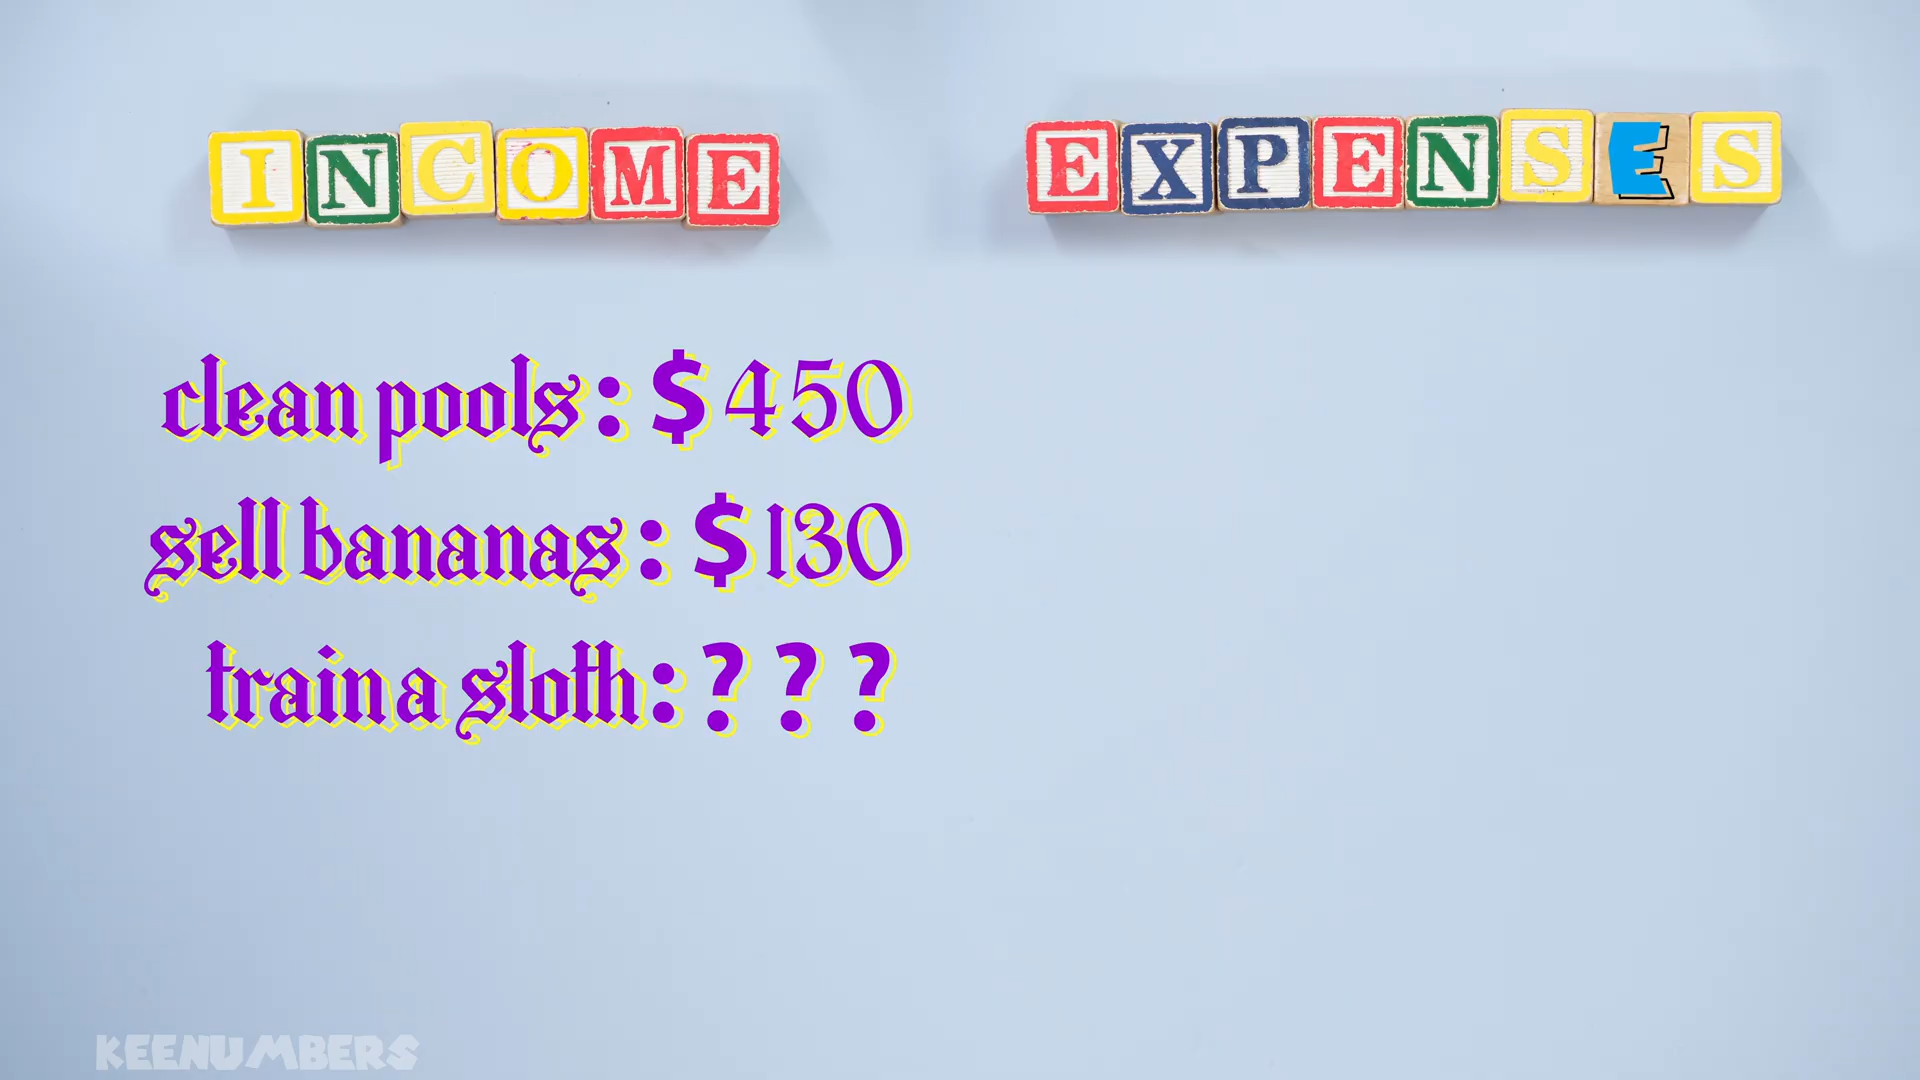 INCOME EXPENSES
clean pools: $450
sell bananas: $130
train a sloth: ???
KEENUMBERS